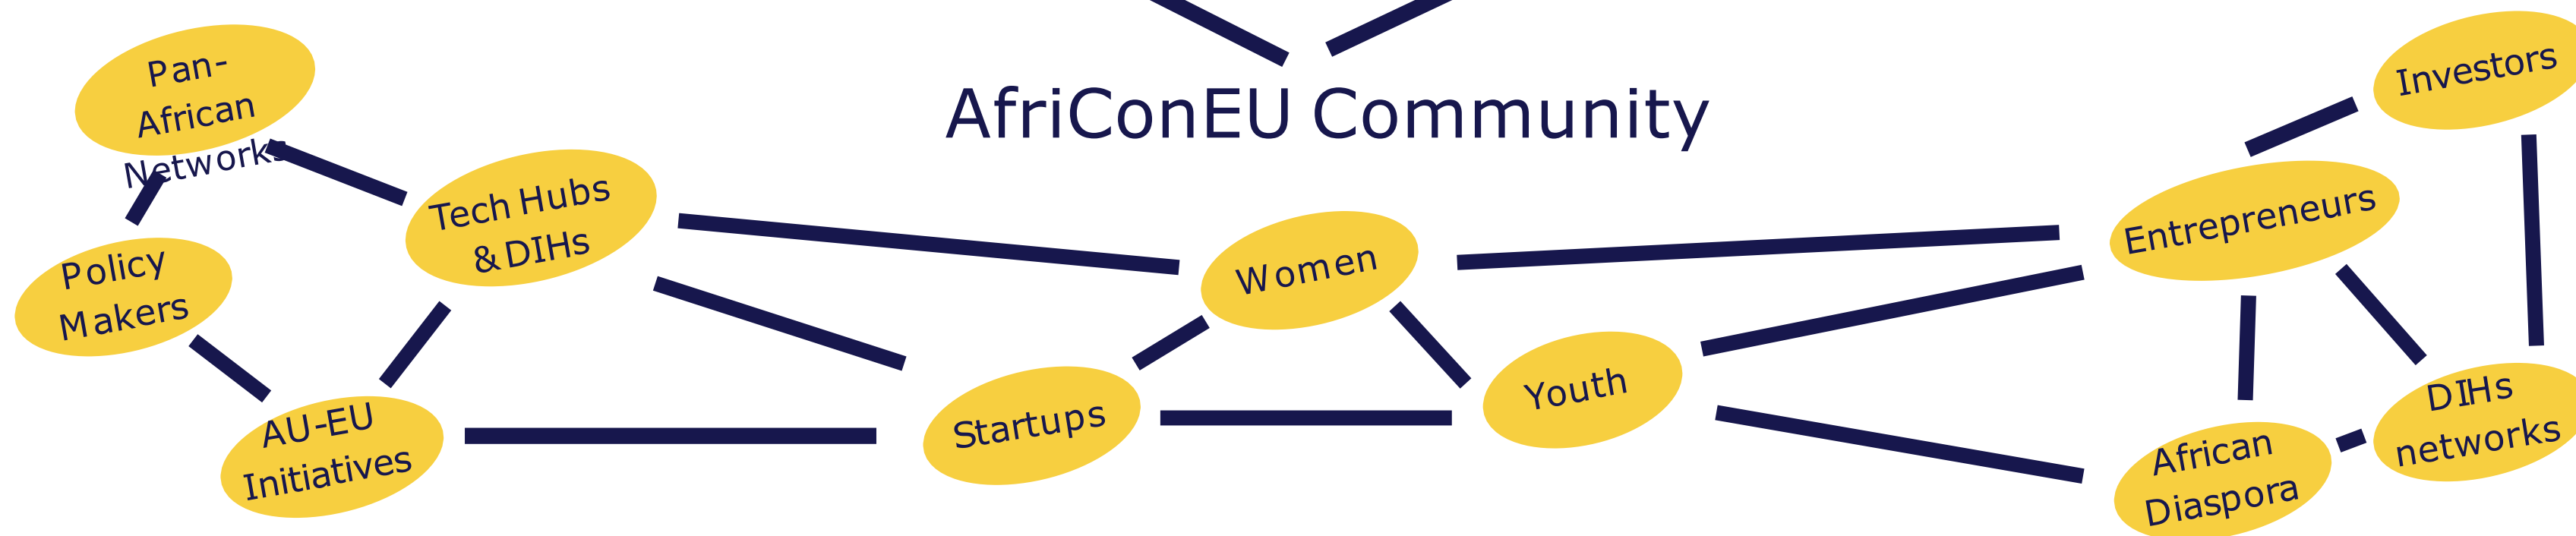 AfriConEU Community
Pan-
African
Networks
Policy
Makers
Tech Hubs
& DIHs
AU-EU
Initiatives
Women
Startups
Youth
Investors
Entrepreneurs
DIHs
networks
African
Diaspora